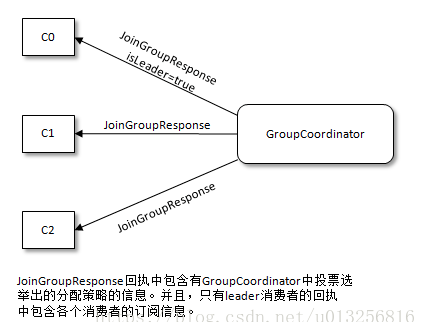 C0
JoinGroupResponse
isLeader=true
C1
JoinGroupResponse
GroupCoordinator
C2
JoinGroupResponse
JoinGroupResponse回执中包含有GroupCoordinator中投票选
举出的分配策略的信息。并且，只有leader消费者的回执
中包含各个消费者的订阅信息。
https://blog.csdn.net/u013256816